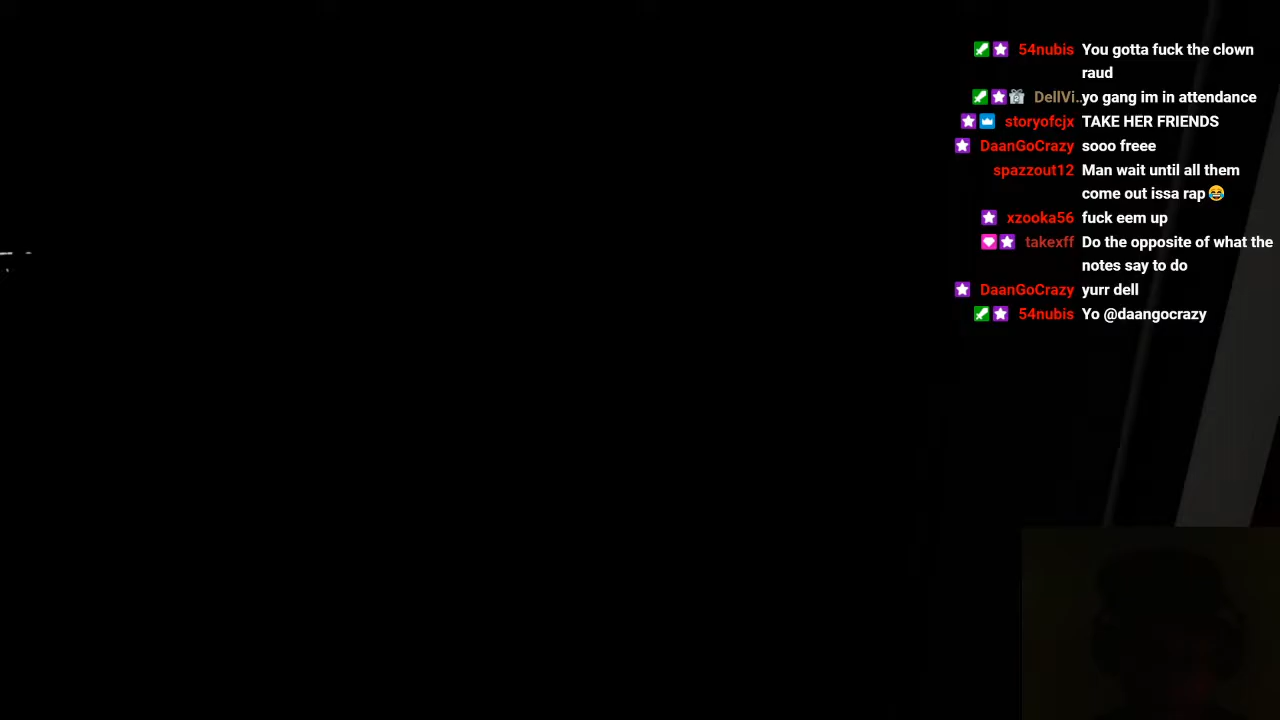 54nubis You gotta fuck the clown
raud
DellVi.. yo gang im in attendance
storyofcjx TAKE HER FRIENDS
DaanGoCrazy sooo freee
spazzout12 Man wait until all them
come out issa rap 😂
xzooka56 fuck eem up
takexff Do the opposite of what the
notes say to do
DaanGoCrazy yurr dell
54nubis Yo @daangocrazy